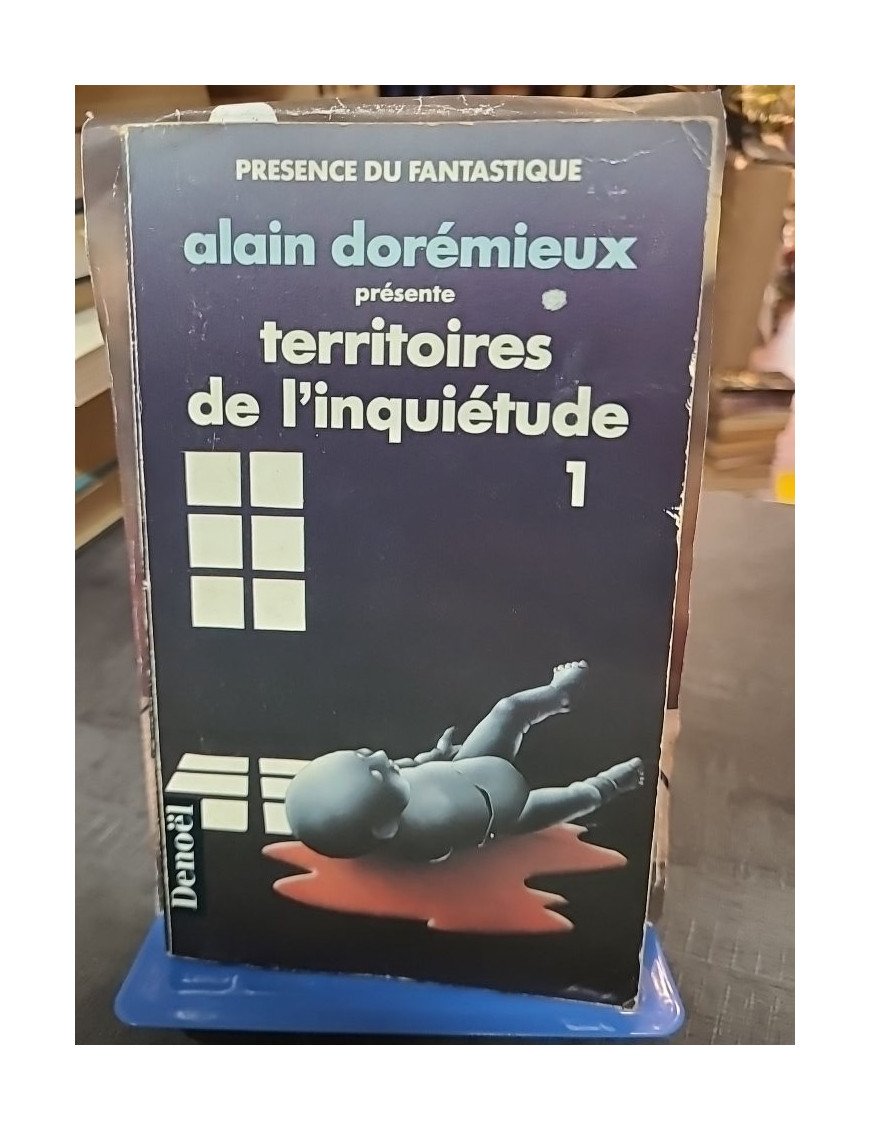 PRESENCE DU FANTASTIQUE
alain dorémieux
présente
territoires
de l'inquiétude
1
Denoël